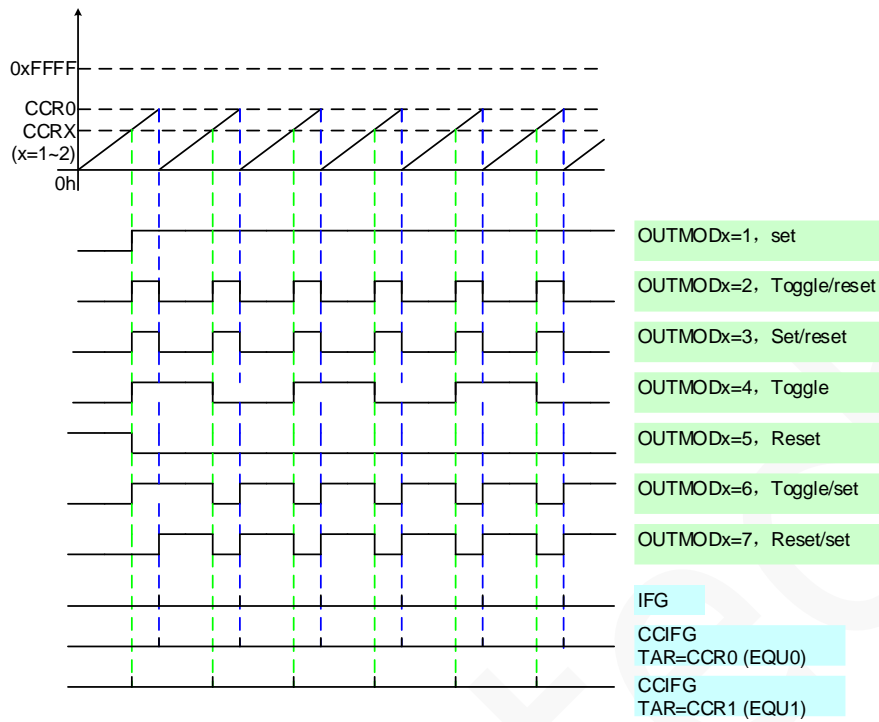 0xFFFF
CCR0
CCRX
(x=1~2)
0h
OUTMODx=1，set
OUTMODx=2，Toggle/reset
OUTMODx=3，Set/reset
OUTMODx=4，Toggle
OUTMODx=5，Reset
OUTMODx=6，Toggle/set
OUTMODx=7，Reset/set
IFG
CCIFG
TAR=CCR0 (EQU0)
CCIFG
TAR=CCR1 (EQU1)